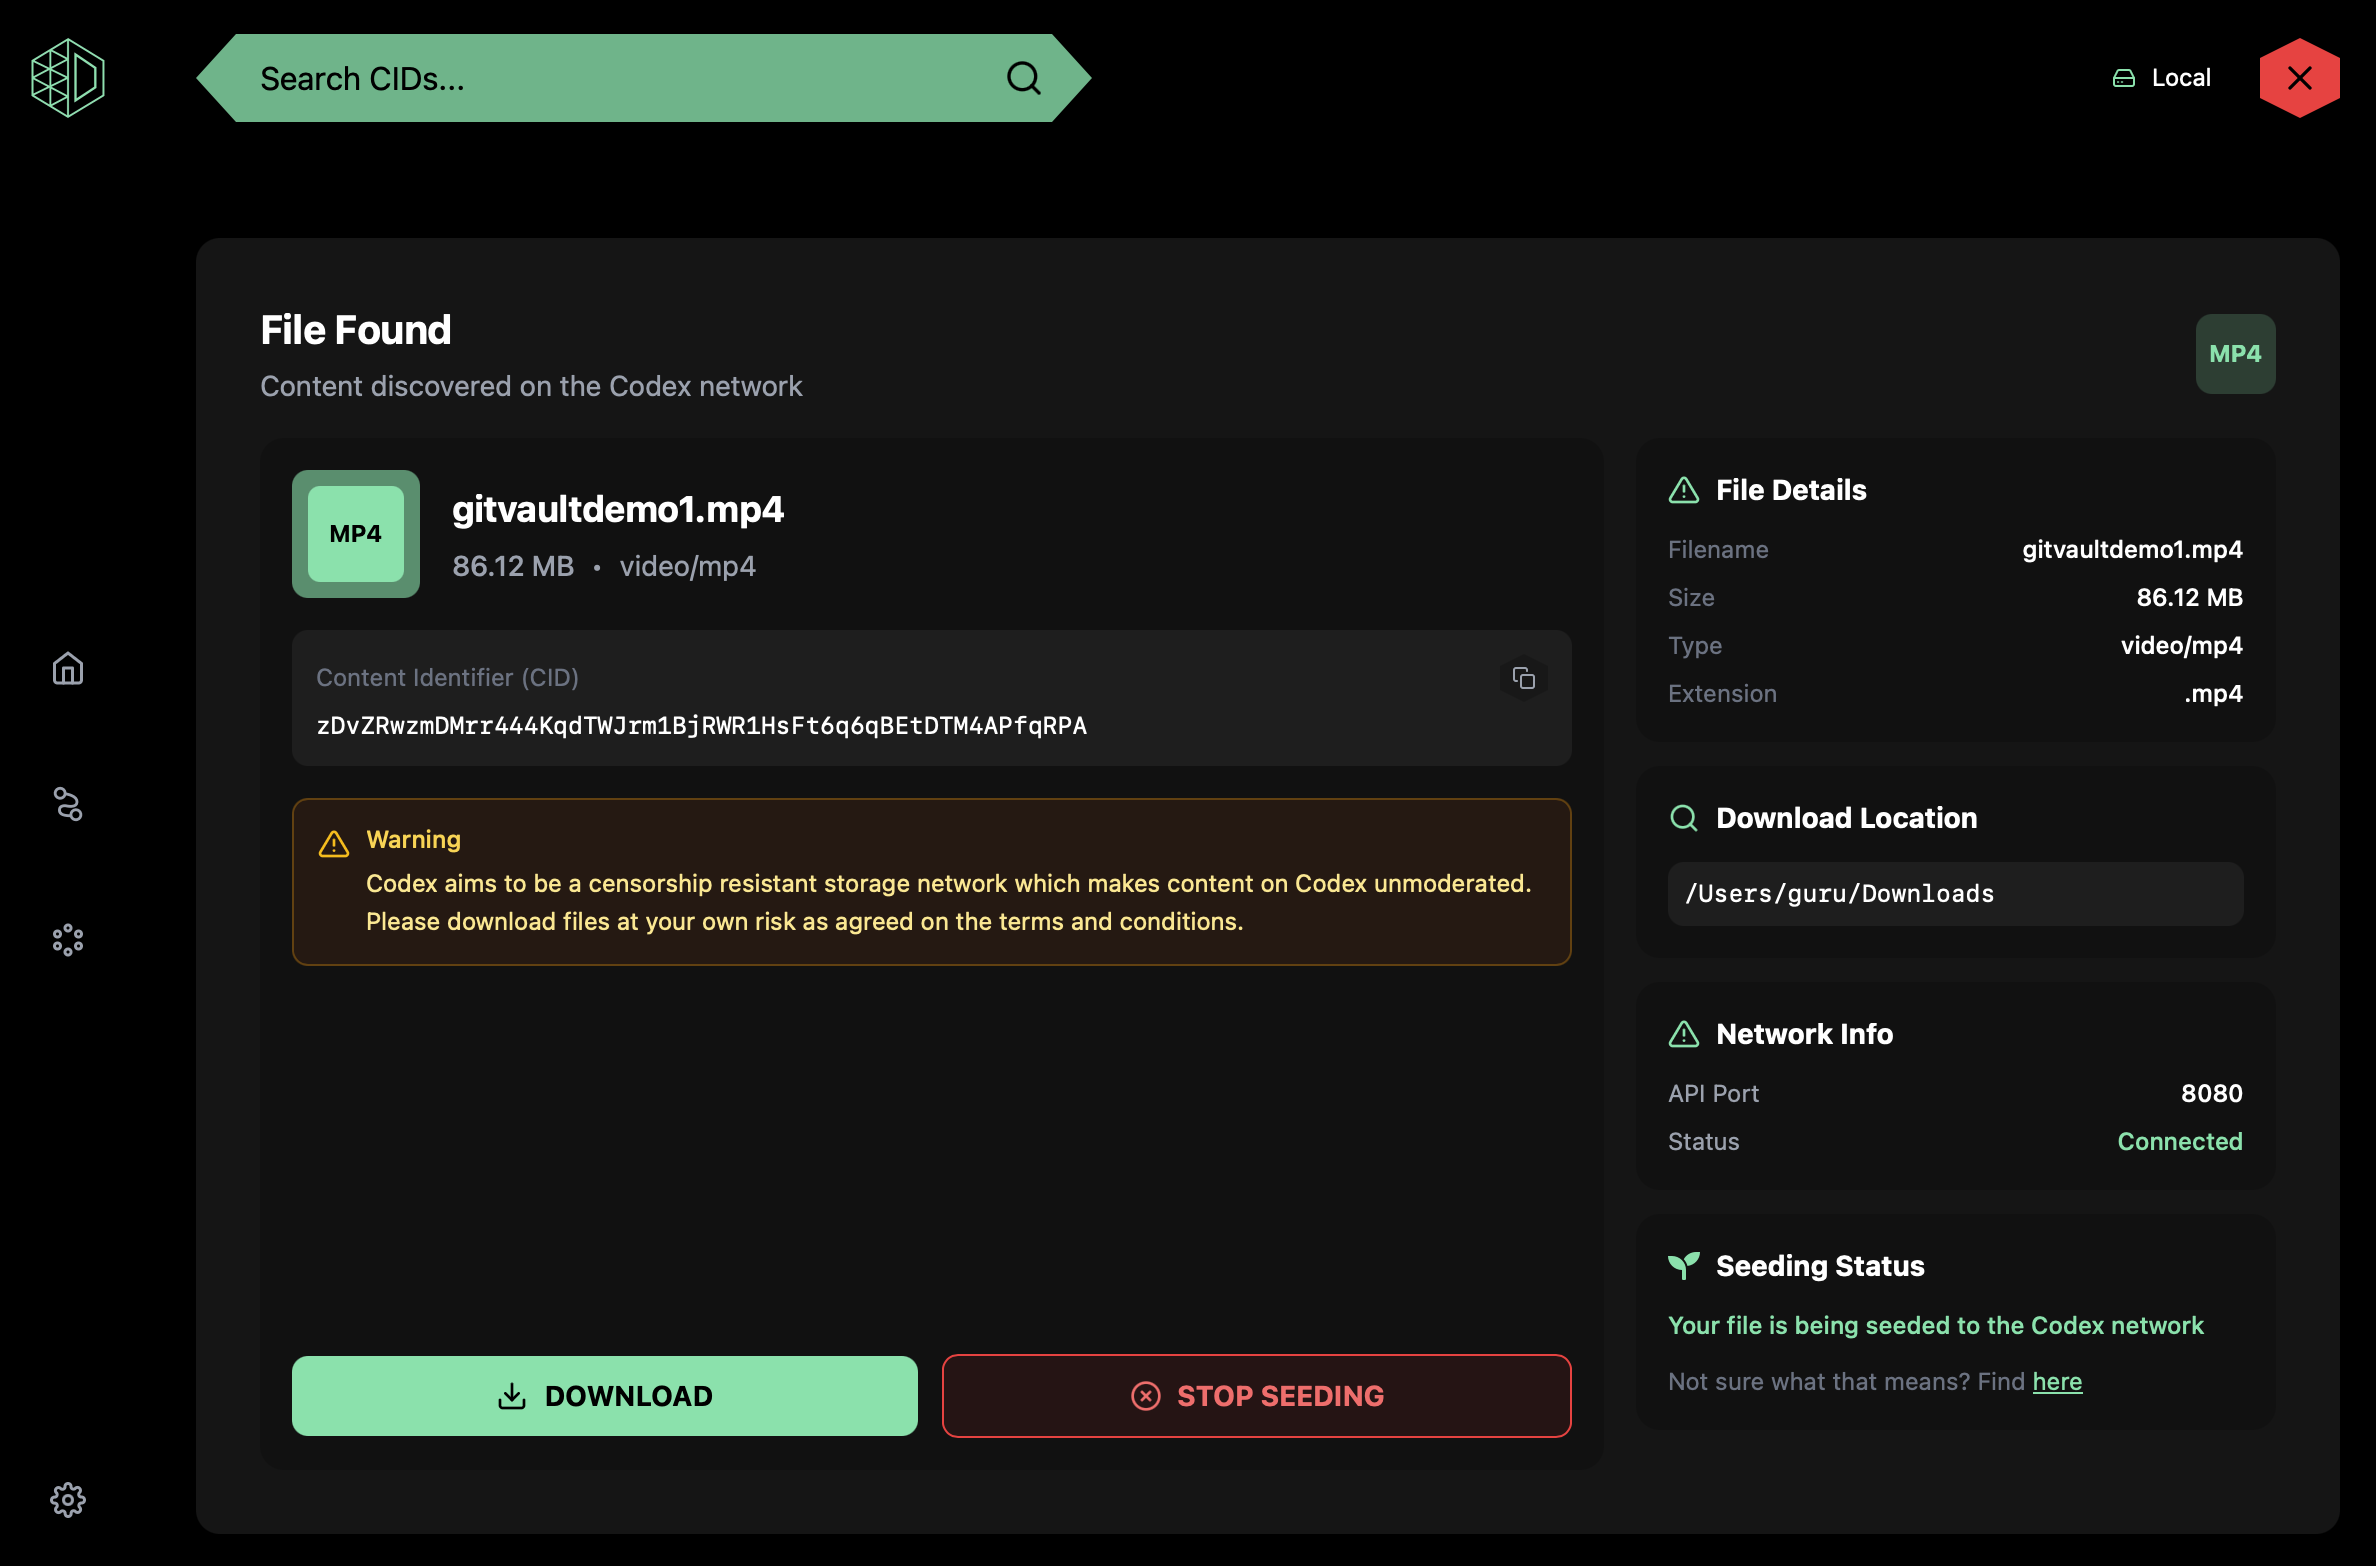 Search CIDs...
Local
File Found
Content discovered on the Codex network
MP4
MP4
gitvaultdemo1.mp4
86.12 MB • video/mp4
Content Identifier (CID)
zDvZRwzmDMrr444KqdTWJrm1BjRWR1HsFt6q6qBEtDTM4APfqRPA
Warning
Codex aims to be a censorship resistant storage network which makes content on Codex unmoderated.
Please download files at your own risk as agreed on the terms and conditions.
DOWNLOAD
STOP SEEDING
File Details
Filename gitvaultdemo1.mp4
Size 86.12 MB
Type video/mp4
Extension .mp4
Download Location
/Users/guru/Downloads
Network Info
API Port 8080
Status Connected
Seeding Status
Your file is being seeded to the Codex network
Not sure what that means? Find here